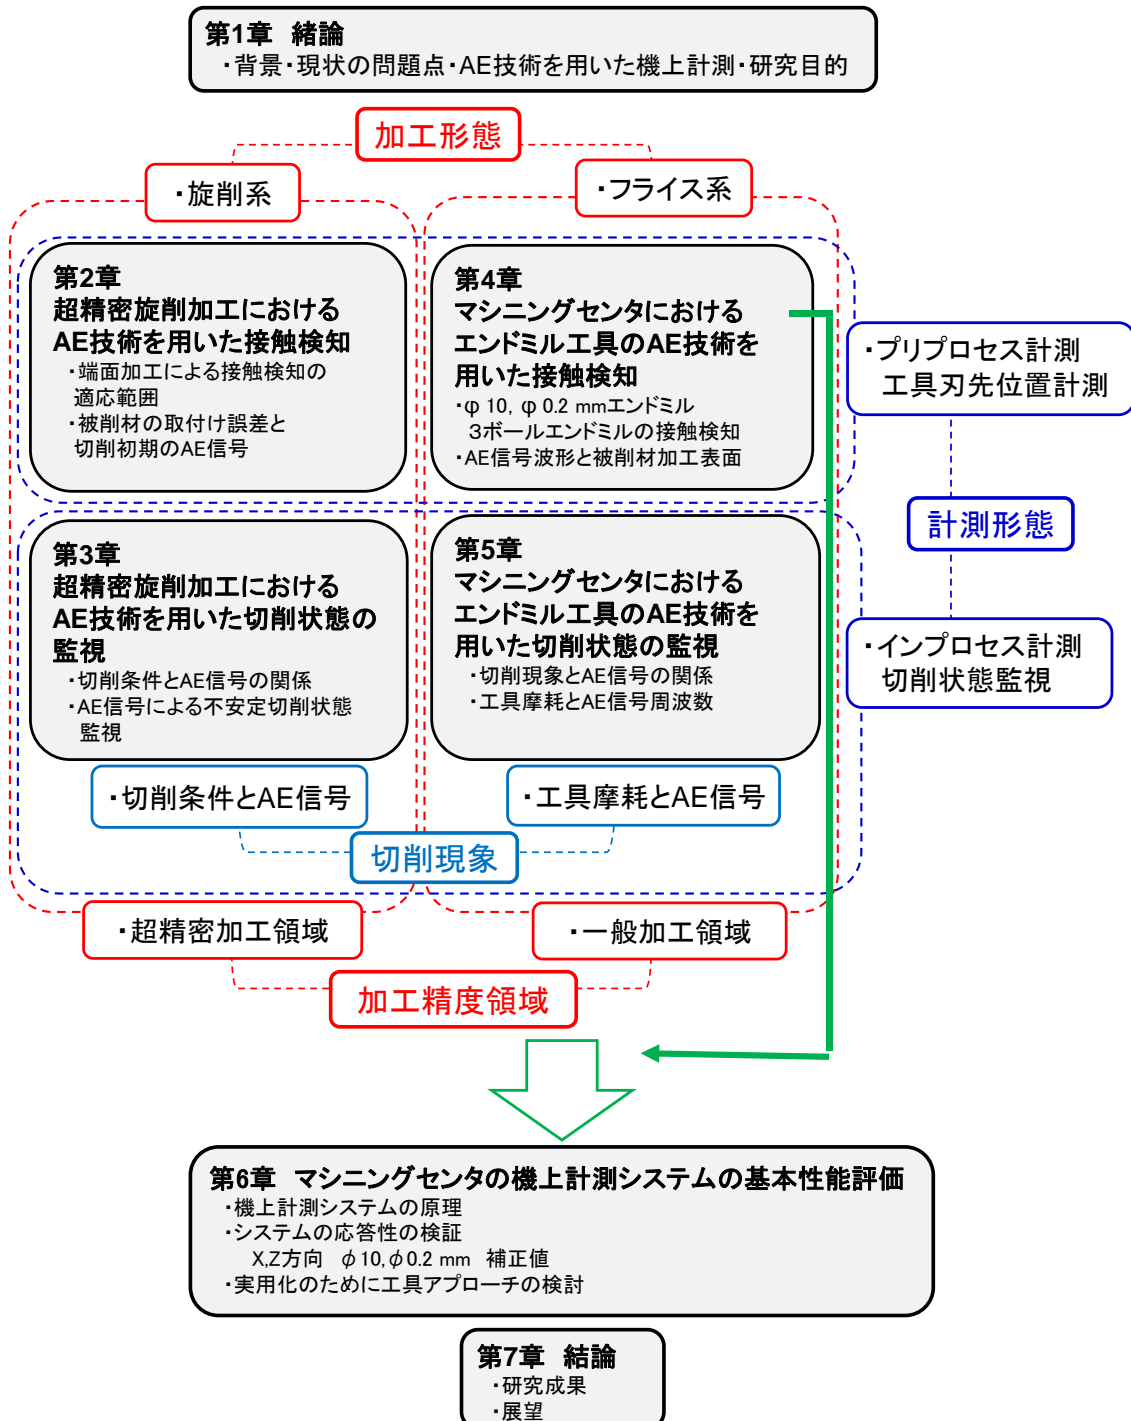 第1章 緒論
・背景・現状の問題点・AE技術を用いた機上計測・研究目的
加工形態
・旋削系
・フライス系
第2章
超精密旋削加工における
AE技術を用いた接触検知
・端面加工による接触検知の
適応範囲
・被削材の取付け誤差と
切削初期のAE信号
第4章
マシニングセンタにおける
エンドミル工具のAE技術を
用いた接触検知
・φ 10, φ 0.2 mmエンドミル
3ボールエンドミルの接触検知
・AE信号波形と被削材加工表面
・プリプロセス計測
工具刃先位置計測
計測形態
第3章
超精密旋削加工における
AE技術を用いた切削状態の
監視
・切削条件とAE信号の関係
・AE信号による不安定切削状態
監視
第5章
マシニングセンタにおける
エンドミル工具のAE技術を
用いた切削状態の監視
・切削現象とAE信号の関係
・工具摩耗とAE信号周波数
・インプロセス計測
切削状態監視
・切削条件とAE信号
・工具摩耗とAE信号
切削現象
・超精密加工領域
・一般加工領域
加工精度領域
第6章 マシニングセンタの機上計測システムの基本性能評価
・機上計測システムの原理
・システムの応答性の検証
X,Z方向 φ10,φ0.2 mm 補正値
・実用化のために工具アプローチの検討
第7章 結論
・研究成果
・展望